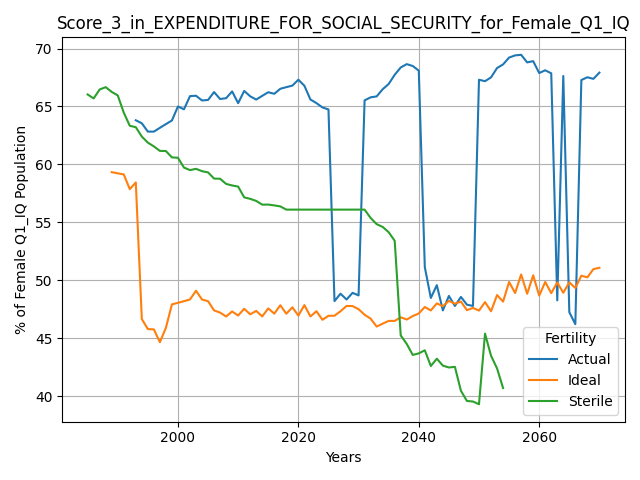 Score_3_in_EXPENDITURE_FOR_SOCIAL_SECURITY_for_Female_Q1_IQ
% of Female Q1_IQ Population
70
65
60
55
50
45
40
Fertility
Actual
Ideal
Sterile
2000
2020
2040
2060
Years